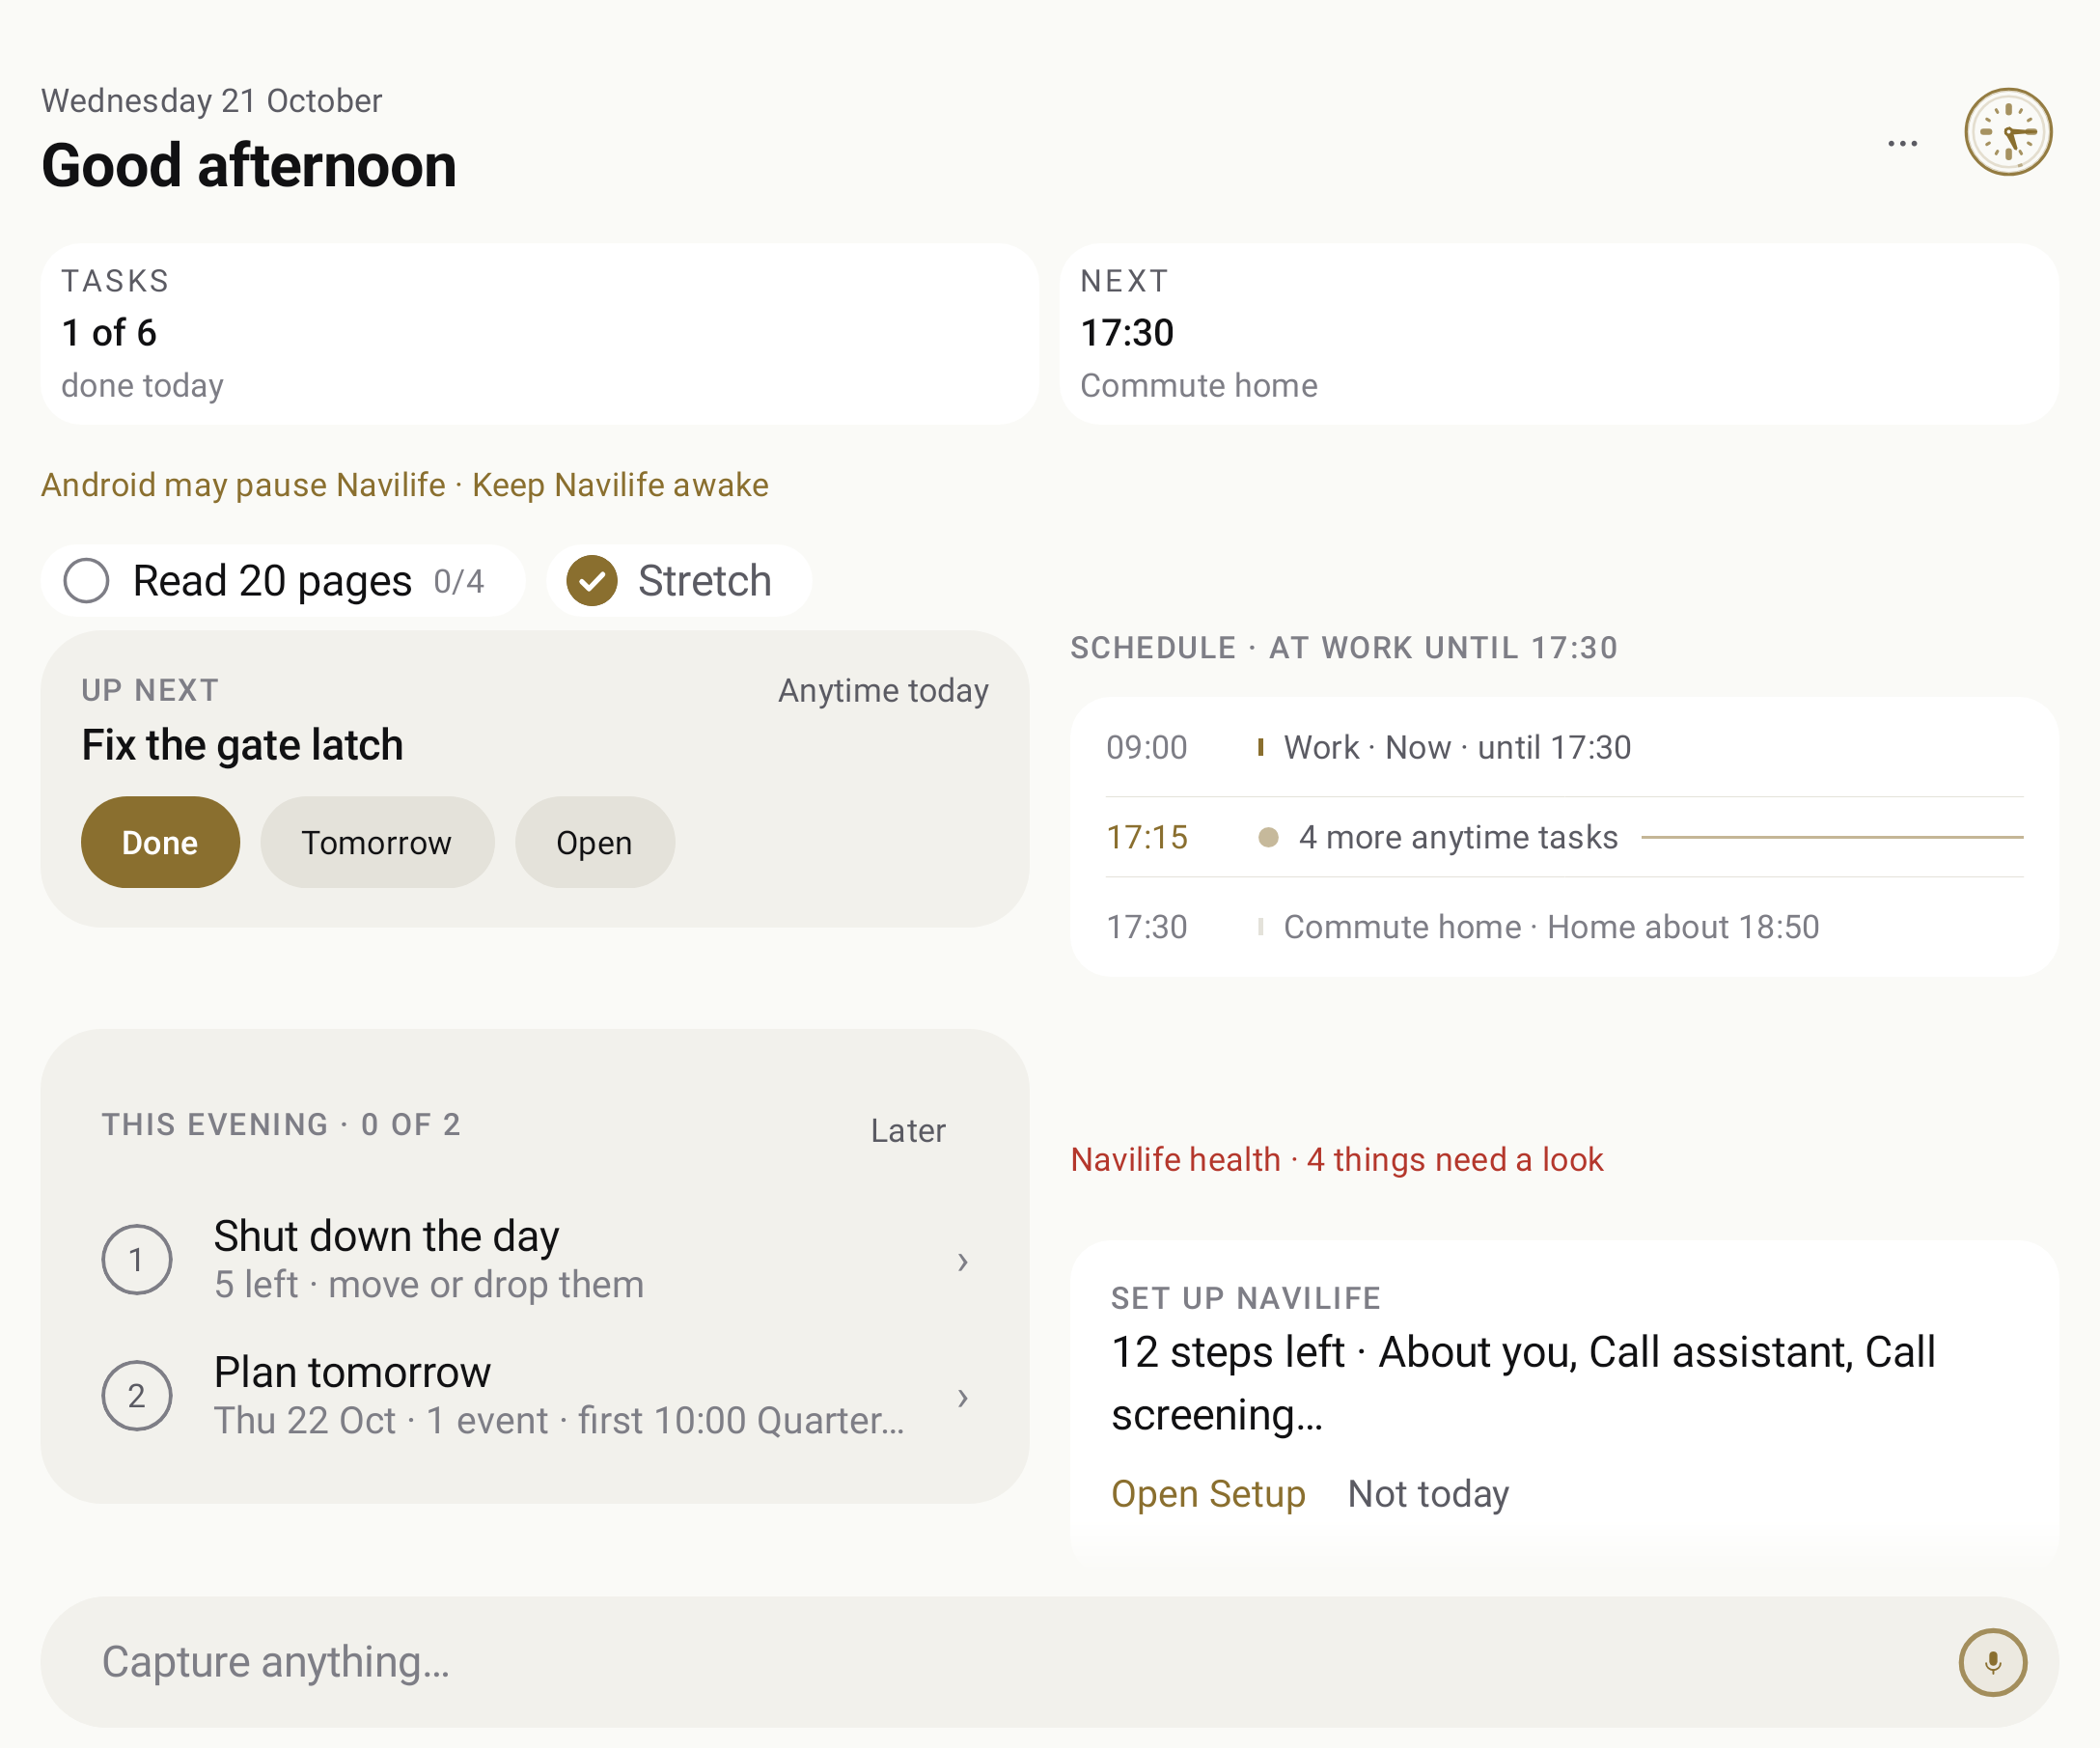 Wednesday 21 October
Good afternoon
...
TASKS
1 of 6
done today
NEXT
17:30
Commute home
Android may pause Navilife · Keep Navilife awake
Read 20 pages 0/4
Stretch
UP NEXT
Anytime today
Fix the gate latch
Done
Tomorrow
Open
SCHEDULE · AT WORK UNTIL 17:30
09:00 Work · Now · until 17:30
17:15 4 more anytime tasks
17:30 Commute home · Home about 18:50
THIS EVENING · 0 OF 2
Later
1 Shut down the day ›
5 left · move or drop them
2 Plan tomorrow ›
Thu 22 Oct · 1 event · first 10:00 Quarter...
Navilife health · 4 things need a look
SET UP NAVILIFE
12 steps left · About you, Call assistant, Call
screening...
Open Setup Not today
Capture anything...